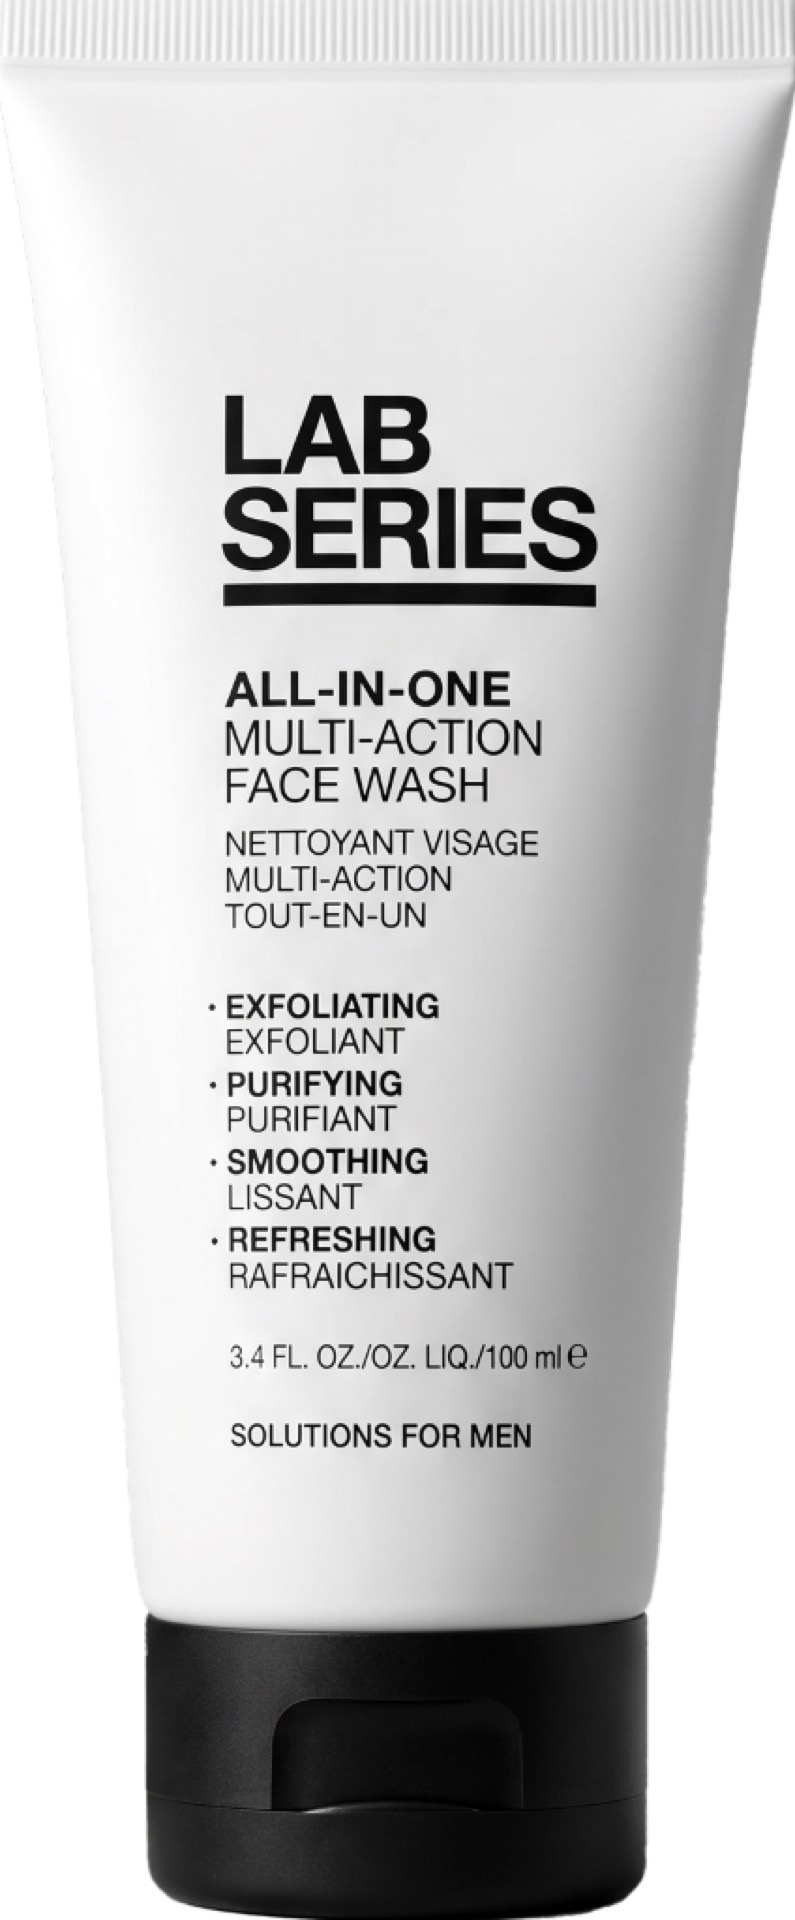 LAB
SERIES
ALL-IN-ONE
MULTI-ACTION
FACE WASH
NETTOYANT VISAGE
MULTI-ACTION
TOUT-EN-UN
· EXFOLIATING
EXFOLIANT
· PURIFYING
PURIFIANT
· SMOOTHING
LISSANT
· REFRESHING
RAFRAICHISSANT
3.4 FL. OZ./OZ. LIQ./100 ml ℮
SOLUTIONS FOR MEN